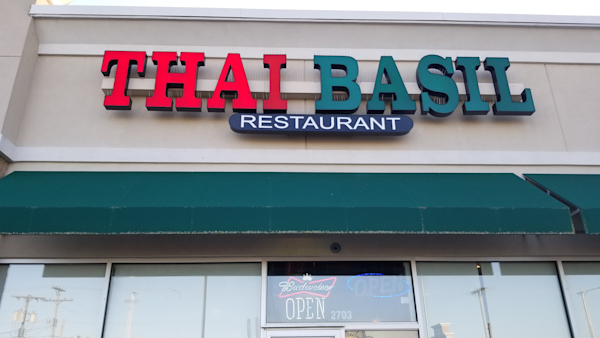 THAI BASIL
RESTAURANT
Budweiser
OPEN
OPEN
2703